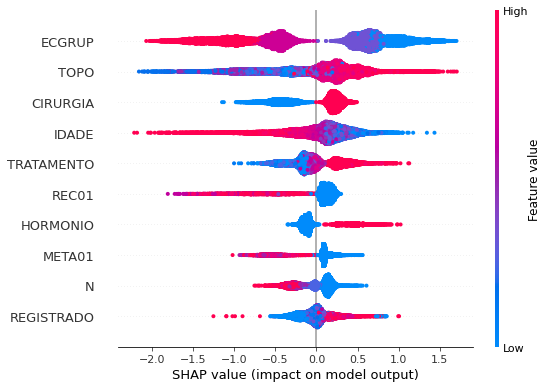 High
ECGRUP
TOPO
CIRURGIA
IDADE
TRATAMENTO
REC01
HORMONIO
META01
N
REGISTRADO
Feature value
Low
−2.0 −1.5 −1.0 −0.5 0.0 0.5 1.0 1.5
SHAP value (impact on model output)